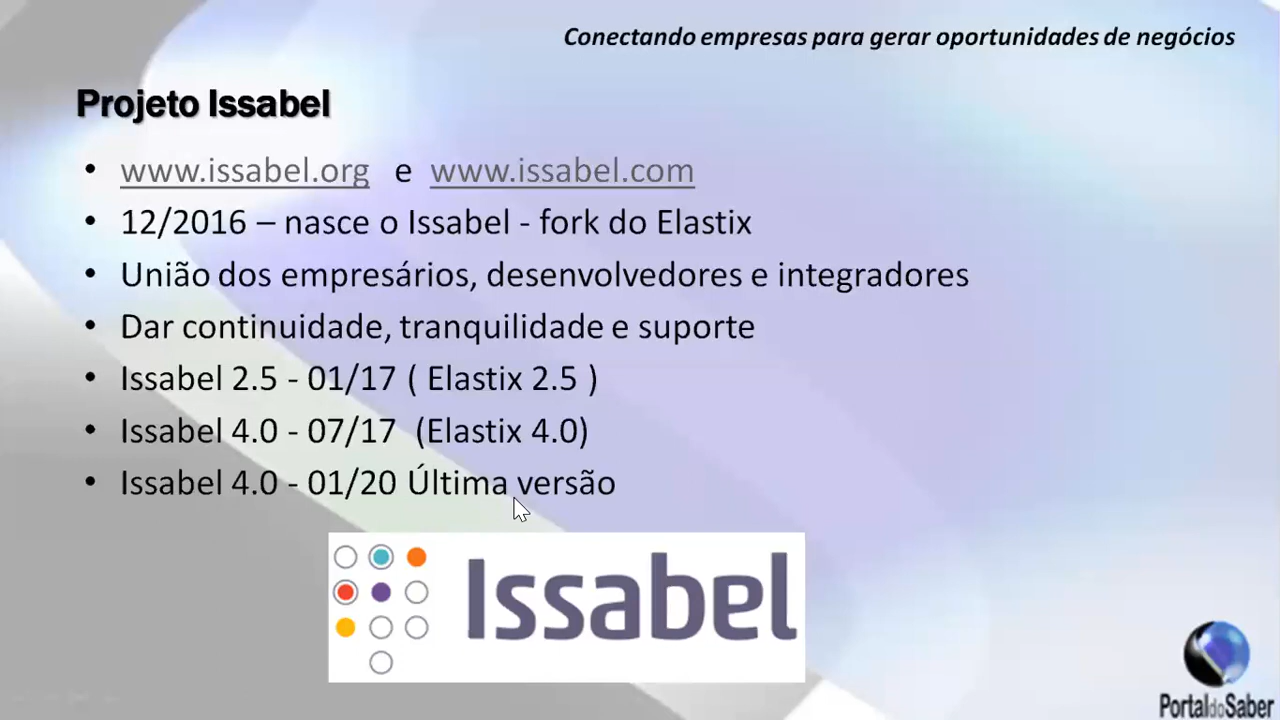 Conectando empresas para gerar oportunidades de negócios
Projeto Issabel
• www.issabel.org e www.issabel.com
• 12/2016 – nasce o Issabel - fork do Elastix
• União dos empresários, desenvolvedores e integradores
• Dar continuidade, tranquilidade e suporte
• Issabel 2.5 - 01/17 ( Elastix 2.5 )
• Issabel 4.0 - 07/17 (Elastix 4.0)
• Issabel 4.0 - 01/20 Última versão
Issabel
PortaldoSaber